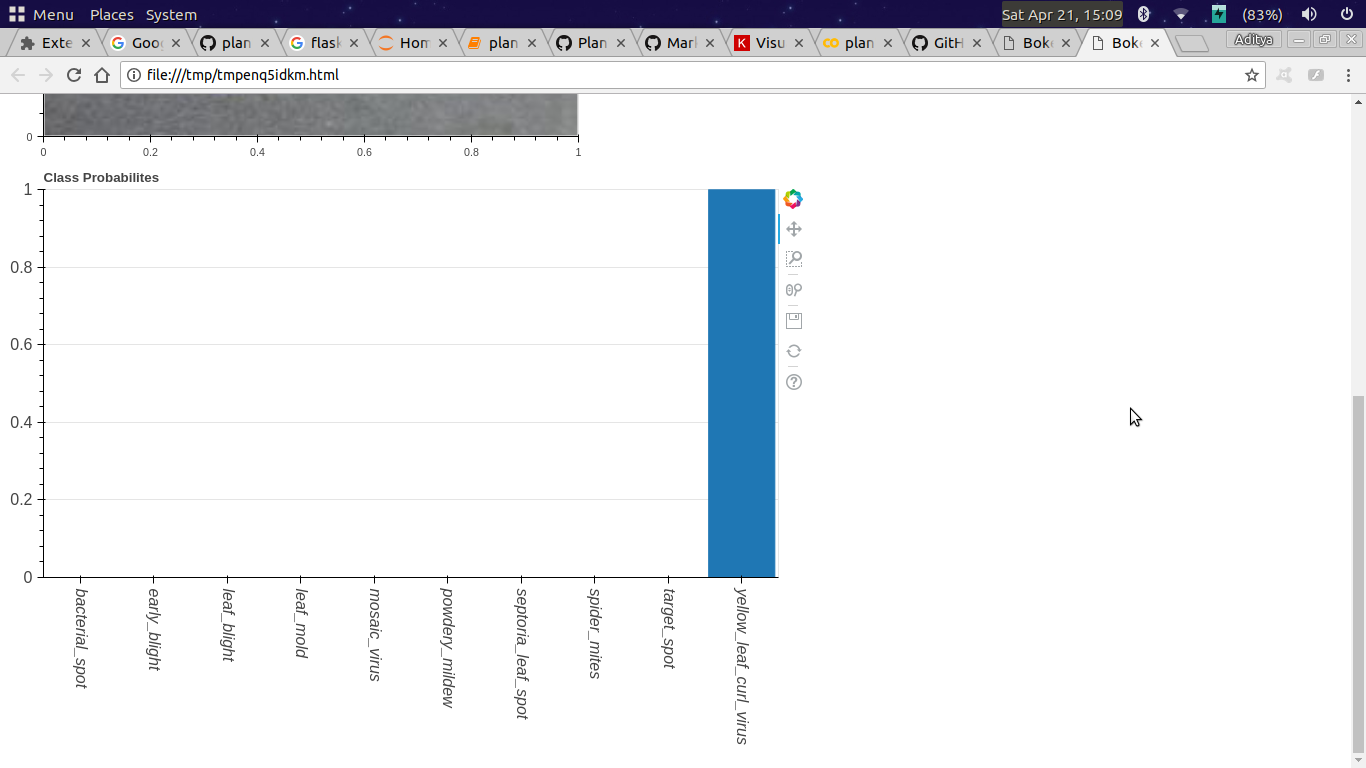 Menu Places System Sat Apr 21, 15:09 (83%)
Exte Goog plan flask Hom plan Plan Mark Visu plan GitH Boke Boke Aditya
file:///tmp/tmpenq5idkm.html
0
0 0.2 0.4 0.6 0.8 1
Class Probabilites
1
0.8
0.6
0.4
0.2
0
bacterial_spot
early_blight
leaf_blight
leaf_mold
mosaic_virus
powdery_mildew
septoria_leaf_spot
spider_mites
target_spot
yellow_leaf_curl_virus